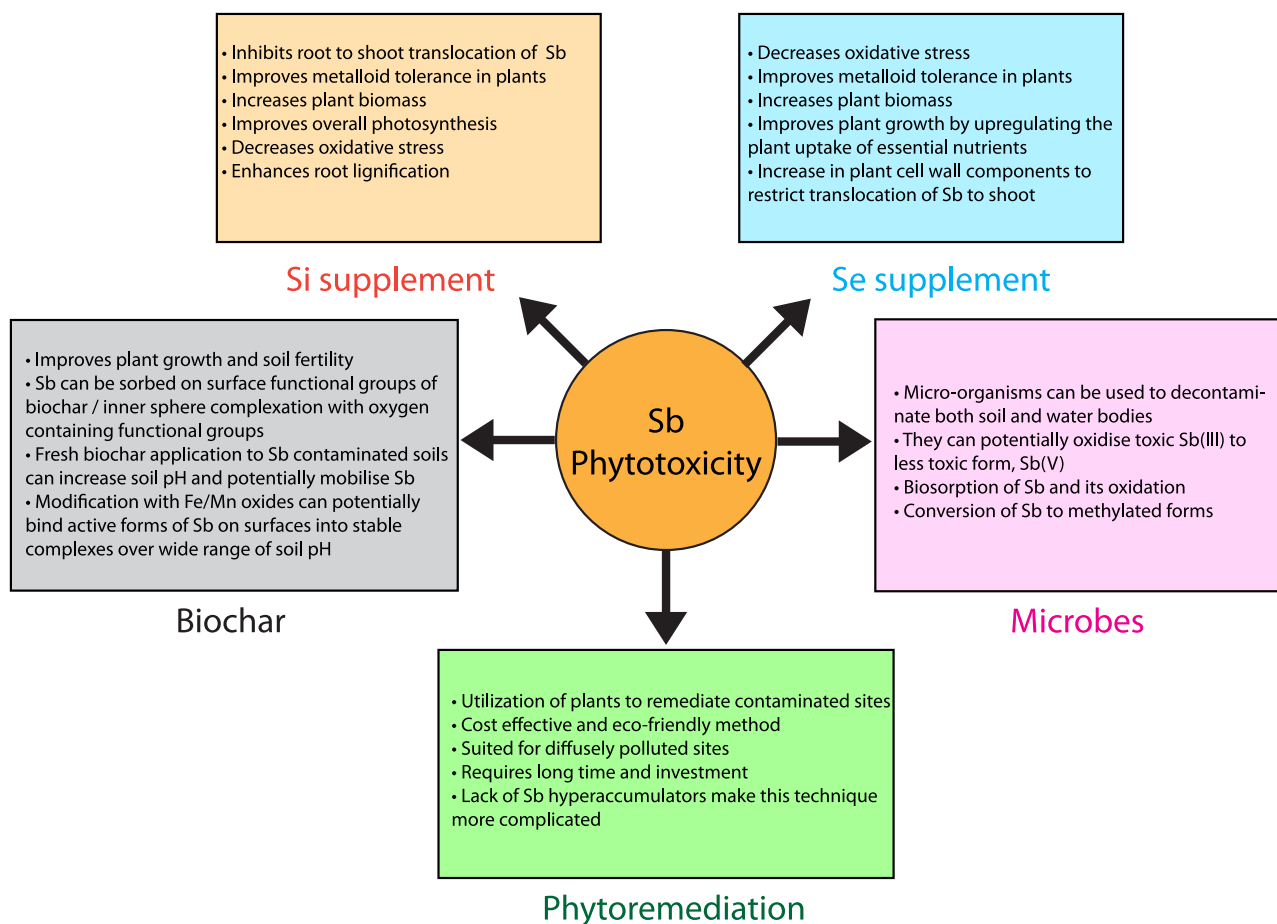 • Inhibits root to shoot translocation of Sb
• Improves metalloid tolerance in plants
• Increases plant biomass
• Improves overall photosynthesis
• Decreases oxidative stress
• Enhances root lignification
Si supplement
• Decreases oxidative stress
• Improves metalloid tolerance in plants
• Increases plant biomass
• Improves plant growth by upregulating the
plant uptake of essential nutrients
• Increase in plant cell wall components to
restrict translocation of Sb to shoot
Se supplement
• Improves plant growth and soil fertility
• Sb can be sorbed on surface functional groups of
biochar / inner sphere complexation with oxygen
containing functional groups
• Fresh biochar application to Sb contaminated soils
can increase soil pH and potentially mobilise Sb
• Modification with Fe/Mn oxides can potentially
bind active forms of Sb on surfaces into stable
complexes over wide range of soil pH
Biochar
Sb
Phytotoxicity
• Micro-organisms can be used to decontami-
nate both soil and water bodies
• They can potentially oxidise toxic Sb(III) to
less toxic form, Sb(V)
• Biosorption of Sb and its oxidation
• Conversion of Sb to methylated forms
Microbes
• Utilization of plants to remediate contaminated sites
• Cost effective and eco-friendly method
• Suited for diffusely polluted sites
• Requires long time and investment
• Lack of Sb hyperaccumulators make this technique
more complicated
Phytoremediation